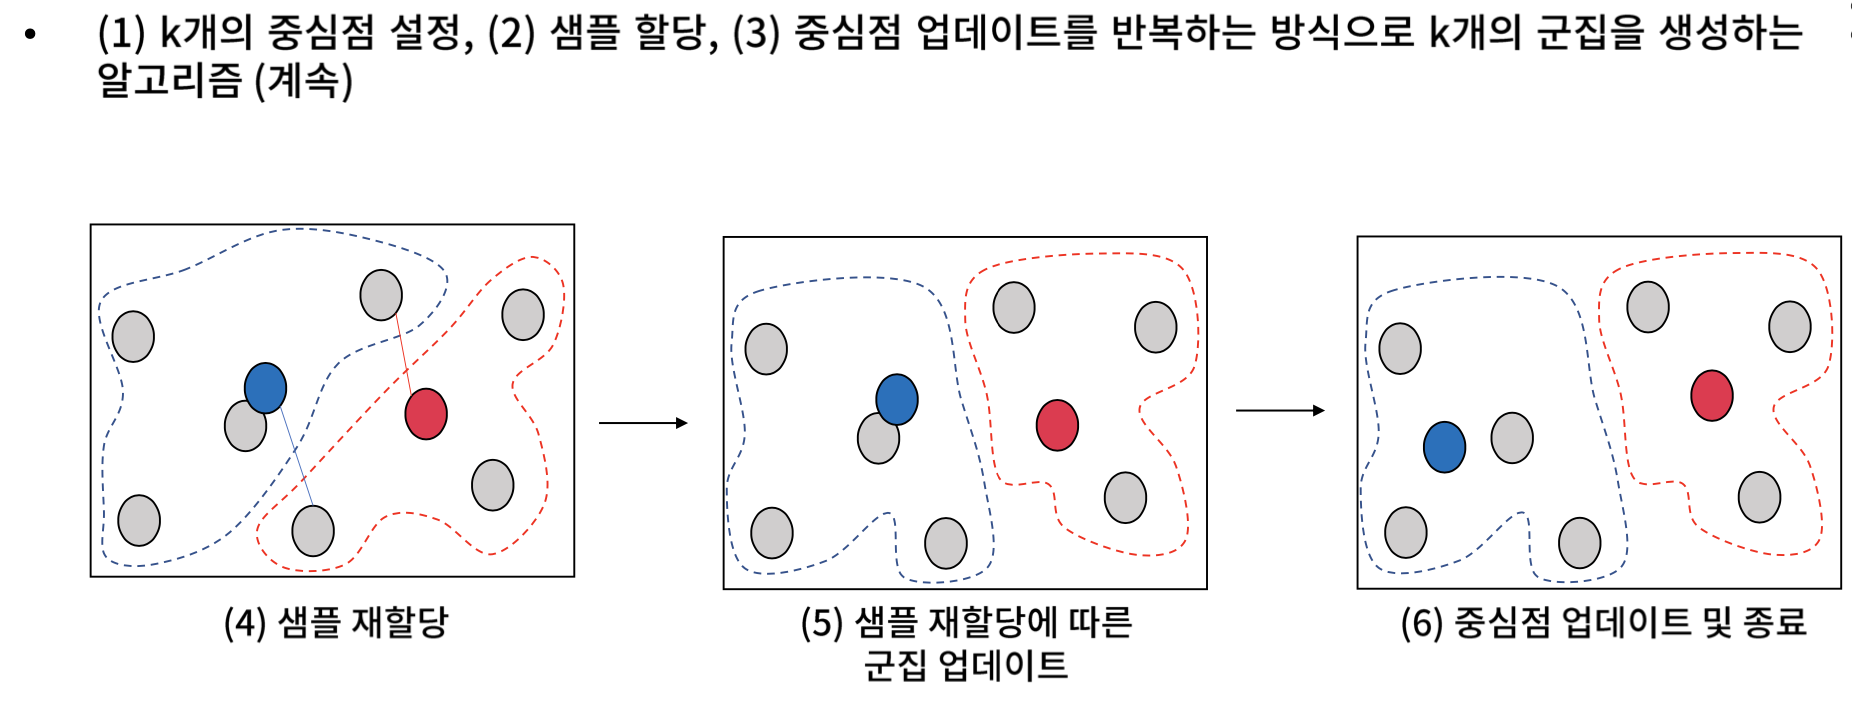 • (1) k개의 중심점 설정, (2) 샘플 할당, (3) 중심점 업데이트를 반복하는 방식으로 k개의 군집을 생성하는
알고리즘 (계속)
(4) 샘플 재할당
(5) 샘플 재할당에 따른
군집 업데이트
(6) 중심점 업데이트 및 종료